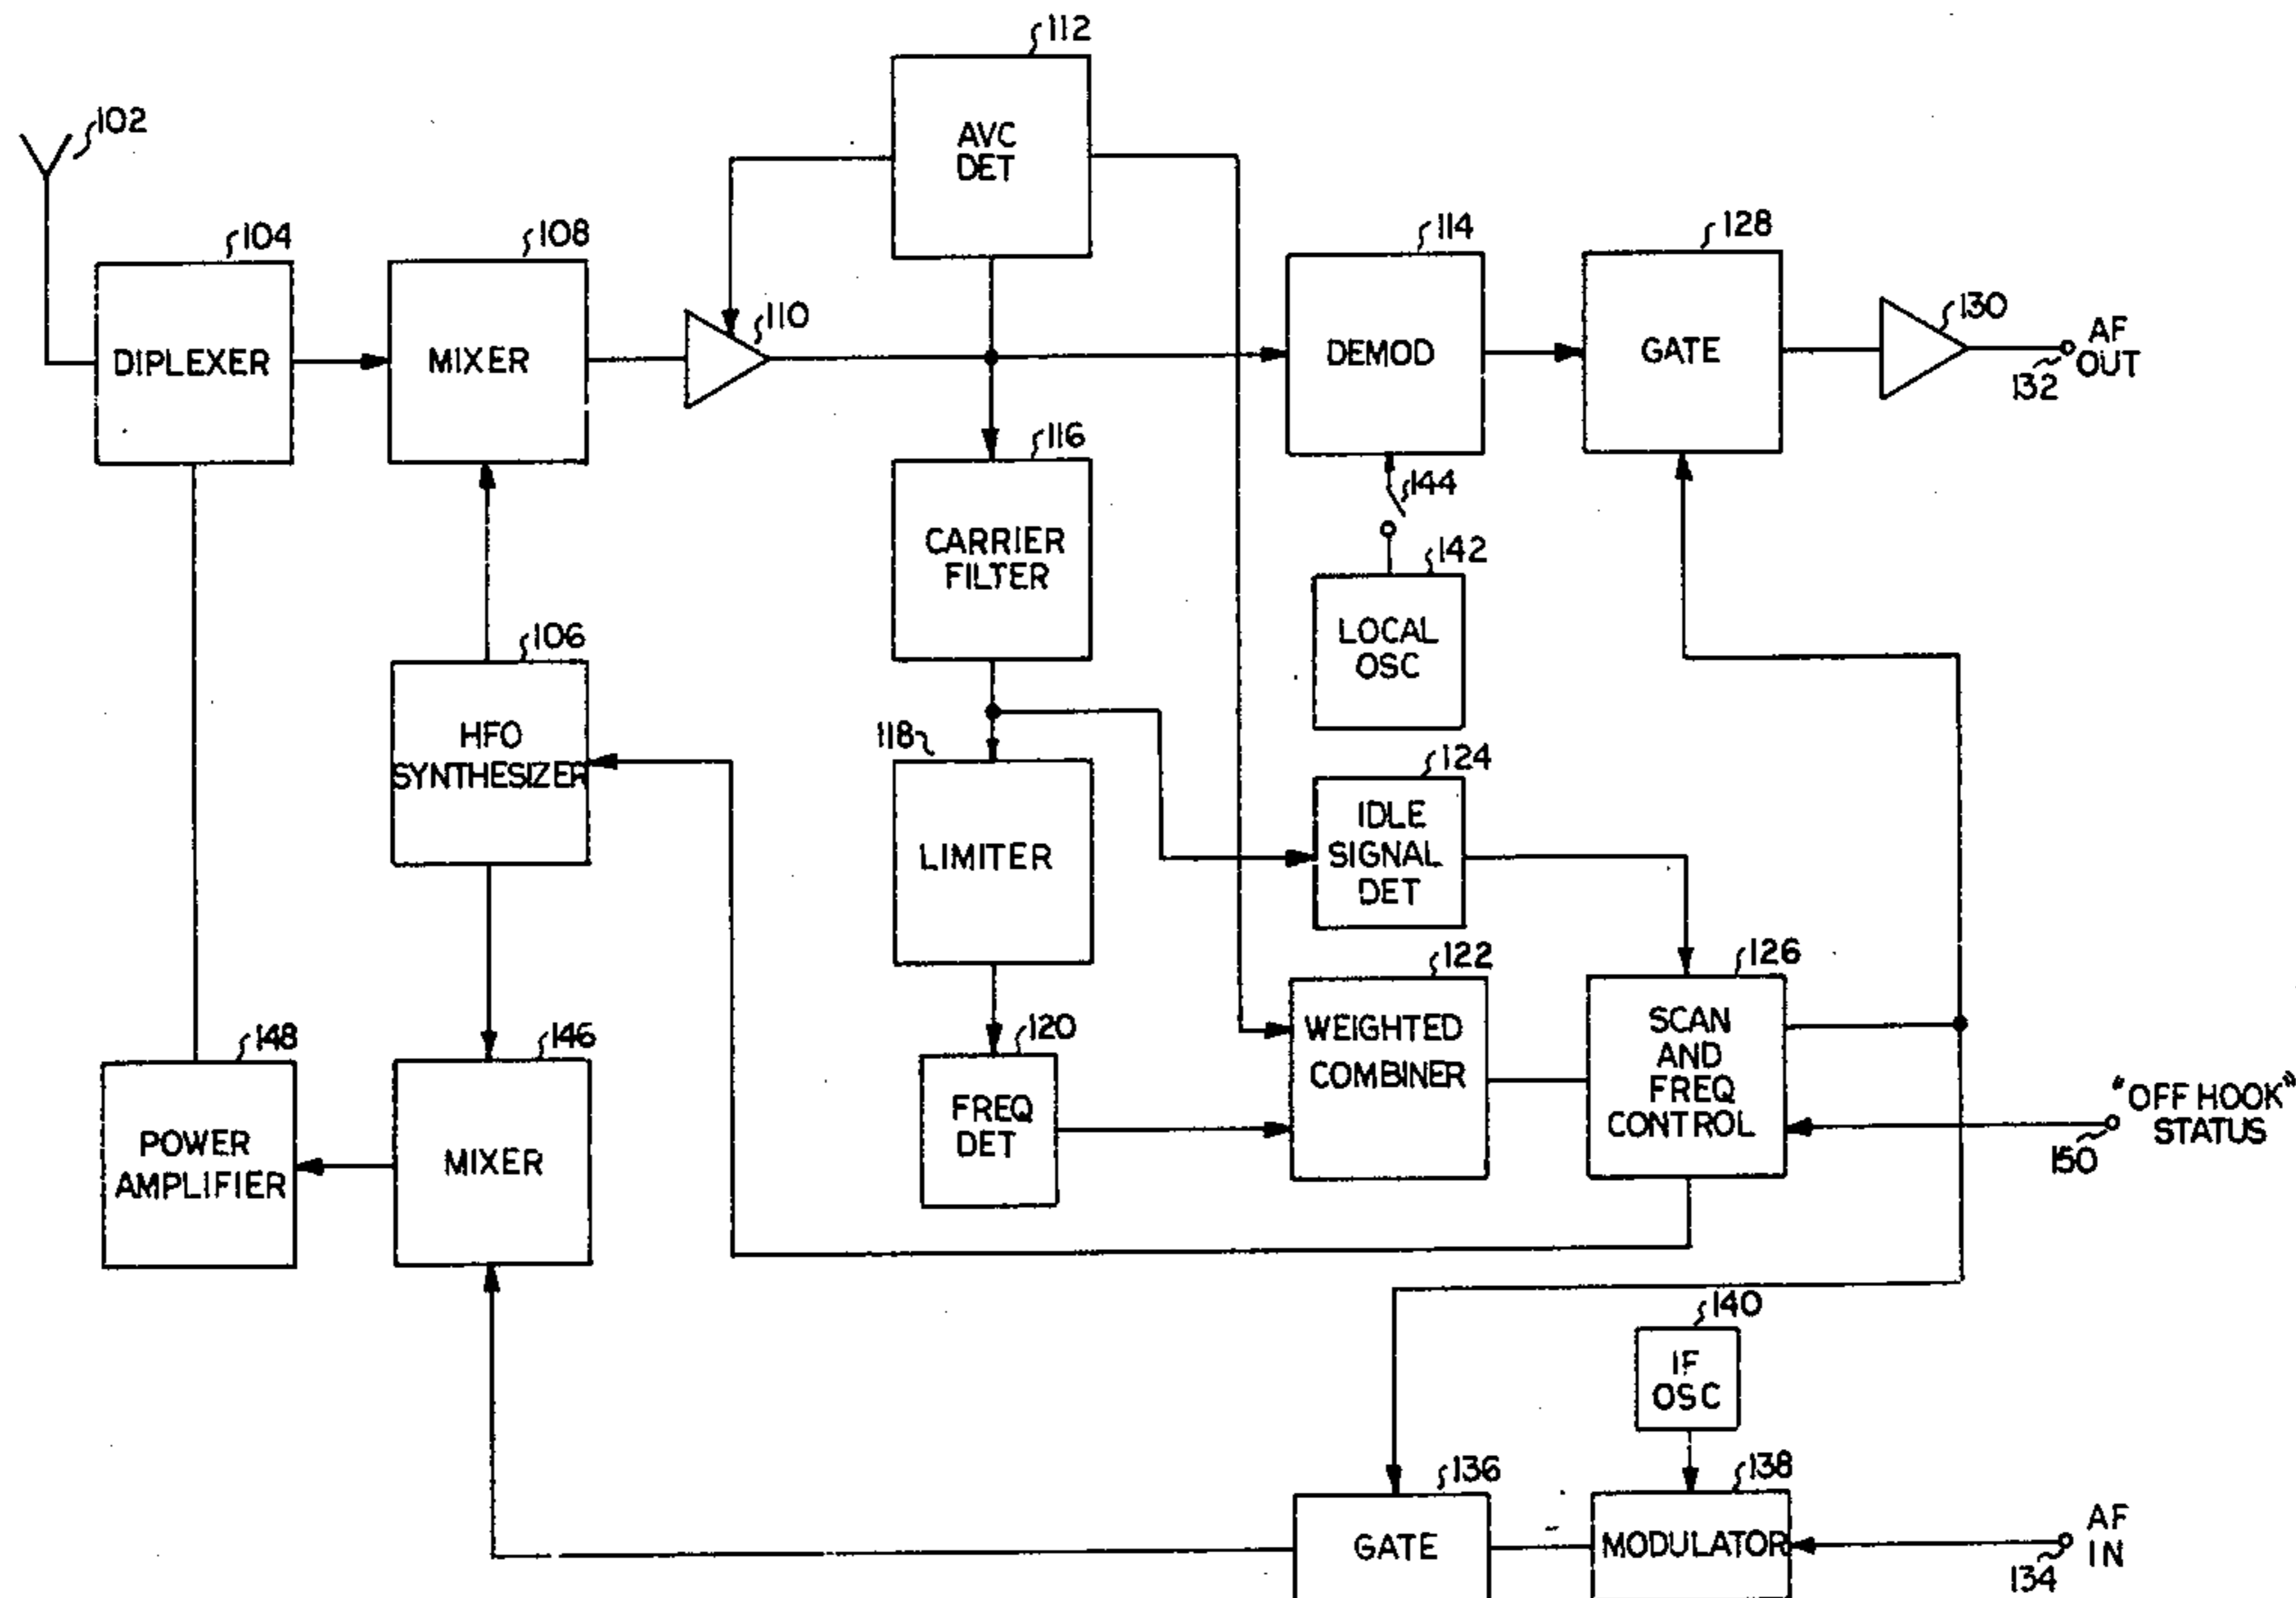 112
102
AVC
DET
104
108
114
128
110
130
DIPLEXER
MIXER
DEMOD
GATE
AF
OUT
132
116
144
CARRIER
FILTER
142
LOCAL
OSC
106
118
HFO
SYNTHESIZER
124
IDLE
SIGNAL
DET
LIMITER
122
126
148
146
120
WEIGHTED
COMBINER
SCAN
AND
FREQ
CONTROL
FREQ
DET
"OFF HOOK"
STATUS
150
POWER
AMPLIFIER
MIXER
140
IF
OSC
136
138
GATE
MODULATOR
AF
IN
134